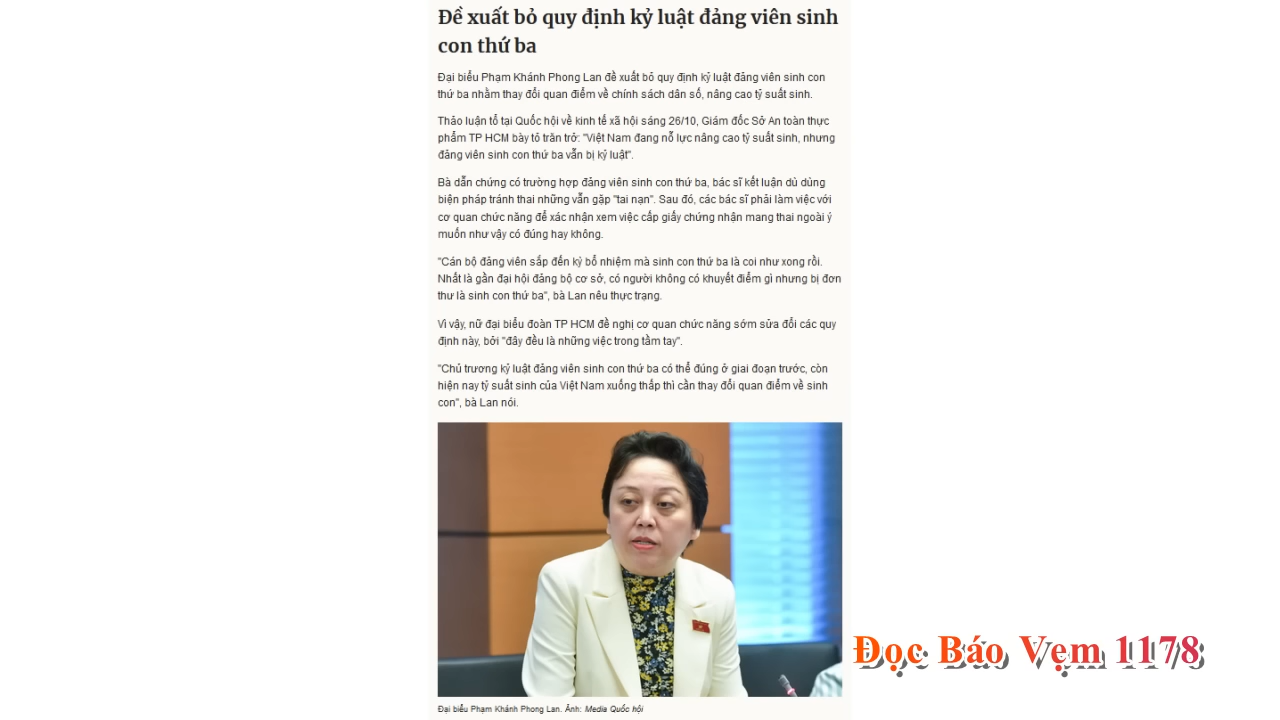 Đề xuất bỏ quy định kỷ luật đảng viên sinh
con thứ ba
Đại biểu Phạm Khánh Phong Lan đề xuất bỏ quy định kỷ luật đảng viên sinh con
thứ ba nhằm thay đổi quan điểm về chính sách dân số, nâng cao tỷ suất sinh.
Thảo luận tổ tại Quốc hội về kinh tế xã hội sáng 26/10, Giám đốc Sở An toàn thực
phẩm TP HCM bày tỏ trăn trở: "Việt Nam đang nỗ lực nâng cao tỷ suất sinh, nhưng
đảng viên sinh con thứ ba vẫn bị kỷ luật".
Bà dẫn chứng có trường hợp đảng viên sinh con thứ ba, bác sĩ kết luận dù dùng
biện pháp tránh thai những vẫn gặp "tai nạn". Sau đó, các bác sĩ phải làm việc với
cơ quan chức năng để xác nhận xem việc cấp giấy chứng nhận mang thai ngoài ý
muốn như vậy có đúng hay không.
"Cán bộ đảng viên sắp đến kỳ bổ nhiệm mà sinh con thứ ba là coi như xong rồi.
Nhất là gần đại hội đảng bộ cơ sở, có người không có khuyết điểm gì nhưng bị đơn
thư là sinh con thứ ba", bà Lan nêu thực trạng.
Vì vậy, nữ đại biểu đoàn TP HCM đề nghị cơ quan chức năng sớm sửa đổi các quy
định này, bởi "đây đều là những việc trong tầm tay".
"Chủ trương kỷ luật đảng viên sinh con thứ ba có thể đúng ở giai đoạn trước, còn
hiện nay tỷ suất sinh của Việt Nam xuống thấp thì cần thay đổi quan điểm về sinh
con", bà Lan nói.
Đọc Báo Vẹm 1178
Đại biểu Phạm Khánh Phong Lan. Ảnh: Media Quốc hội